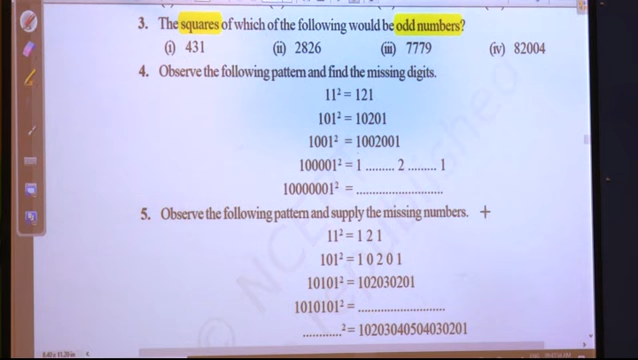 3. The squares of which of the following would be odd numbers?
(i) 431 (ii) 2826 (iii) 7779 (iv) 82004
4. Observe the following pattern and find the missing digits.
11² = 121
101² = 10201
1001² = 1002001
100001² = 1 ......... 2 ......... 1
10000001² = ...........................
5. Observe the following pattern and supply the missing numbers. +
11² = 1 2 1
101² = 1 0 2 0 1
10101² = 102030201
1010101² = ...........................
............² = 10203040504030201